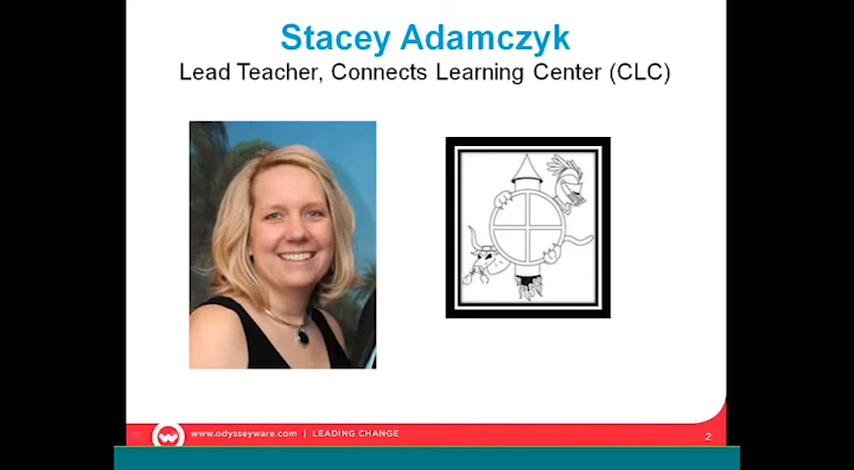 Stacey Adamczyk
Lead Teacher, Connects Learning Center (CLC)
www.odysseyware.com | LEADING CHANGE
2